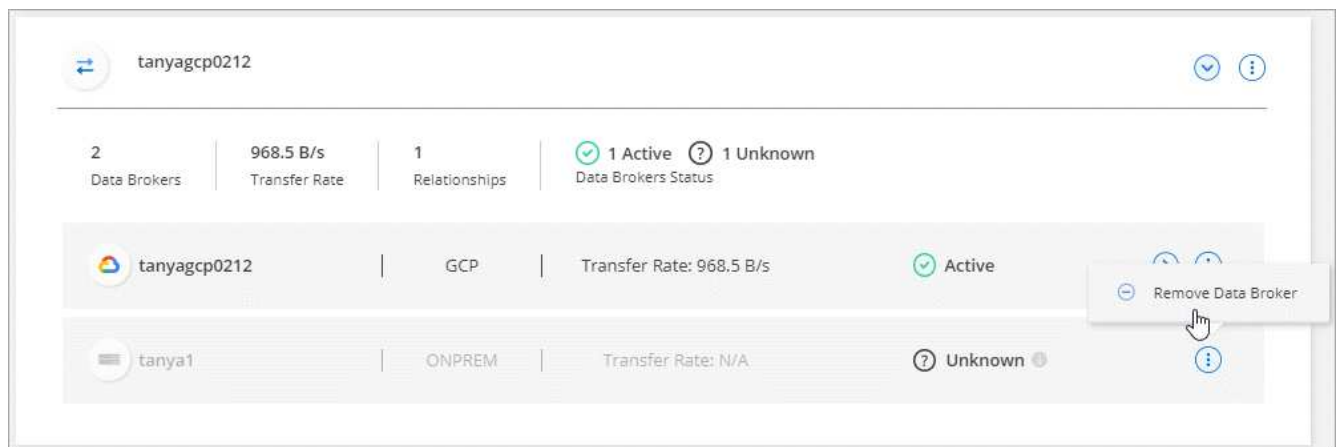 tanyagcp0212
2 968.5 B/s 1 1 Active 1 Unknown
Data Brokers Transfer Rate Relationships Data Brokers Status
tanyagcp0212 GCP Transfer Rate: 968.5 B/s Active
Remove Data Broker
tanya1 ONPREM Transfer Rate: N/A Unknown